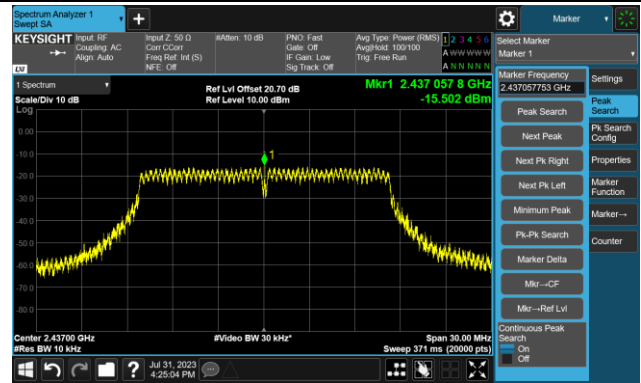 Spectrum Analyzer 1
Swept SA
Marker
KEYSIGHT
Input: RF
Coupling: AC
Align: Auto
Input Z: 50 Ω
Corr CCorr
Freq Ref: Int (S)
NFE: Off
#Atten: 10 dB
PNO: Fast
Gate: Off
IF Gain: Low
Sig Track: Off
Avg Type: Power (RMS)
Avg|Hold: 100/100
Trig: Free Run
1 2 3 4 5 6
A W W W W W
A N N N N N
LXI
Select Marker
Marker 1
1 Spectrum
Scale/Div 10 dB
Log
Ref Lvl Offset 20.70 dB
Ref Level 10.00 dBm
Mkr1 2.437 057 8 GHz
-15.502 dBm
0.00
-10.0
-20.0
-30.0
-40.0
-50.0
-60.0
-70.0
-80.0
1
Center 2.43700 GHz
#Res BW 10 kHz
#Video BW 30 kHz*
Span 30.00 MHz
Sweep 371 ms (20000 pts)
Marker Frequency
2.437057753 GHz
Peak Search
Next Peak
Next Pk Right
Next Pk Left
Minimum Peak
Pk-Pk Search
Marker Delta
Mkr→CF
Mkr→Ref Lvl
Continuous Peak
Search
On
Off
Settings
Peak
Search
Pk Search
Config
Properties
Marker
Function
Marker→
Counter
Jul 31, 2023
4:25:04 PM